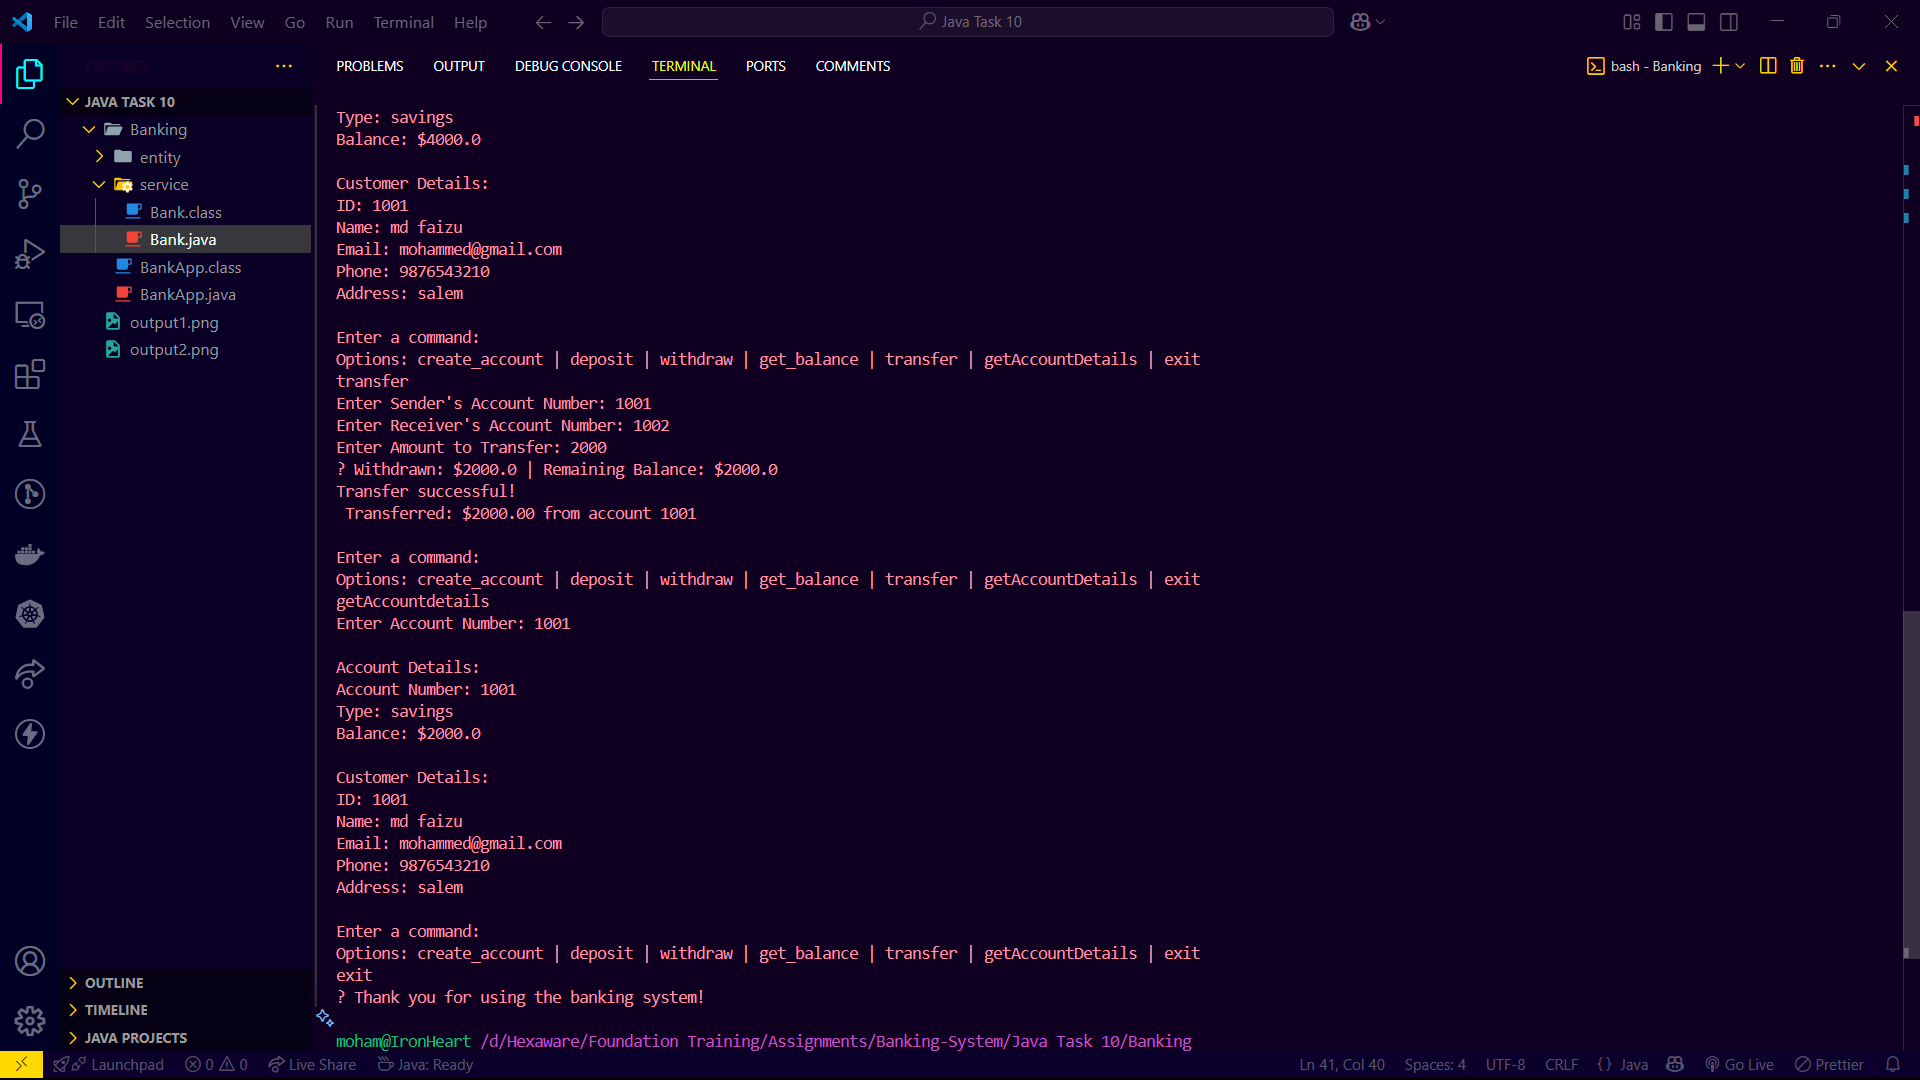 File Edit Selection View Go Run Terminal Help
Java Task 10
EXPLORER
PROBLEMS OUTPUT DEBUG CONSOLE TERMINAL PORTS COMMENTS
bash - Banking
JAVA TASK 10
Banking
entity
service
Bank.class
Bank.java
BankApp.class
BankApp.java
output1.png
output2.png
OUTLINE
TIMELINE
JAVA PROJECTS
Type: savings
Balance: $4000.0
Customer Details:
ID: 1001
Name: md faizu
Email: mohammed@gmail.com
Phone: 9876543210
Address: salem
Enter a command:
Options: create_account | deposit | withdraw | get_balance | transfer | getAccountDetails | exit
transfer
Enter Sender's Account Number: 1001
Enter Receiver's Account Number: 1002
Enter Amount to Transfer: 2000
? Withdrawn: $2000.0 | Remaining Balance: $2000.0
Transfer successful!
Transferred: $2000.00 from account 1001
Enter a command:
Options: create_account | deposit | withdraw | get_balance | transfer | getAccountDetails | exit
getAccountdetails
Enter Account Number: 1001
Account Details:
Account Number: 1001
Type: savings
Balance: $2000.0
Customer Details:
ID: 1001
Name: md faizu
Email: mohammed@gmail.com
Phone: 9876543210
Address: salem
Enter a command:
Options: create_account | deposit | withdraw | get_balance | transfer | getAccountDetails | exit
exit
? Thank you for using the banking system!
moham@IronHeart /d/Hexaware/Foundation Training/Assignments/Banking-System/Java Task 10/Banking
Launchpad 0 0 Live Share Java: Ready Ln 41, Col 40 Spaces: 4 UTF-8 CRLF {} Java Go Live Prettier